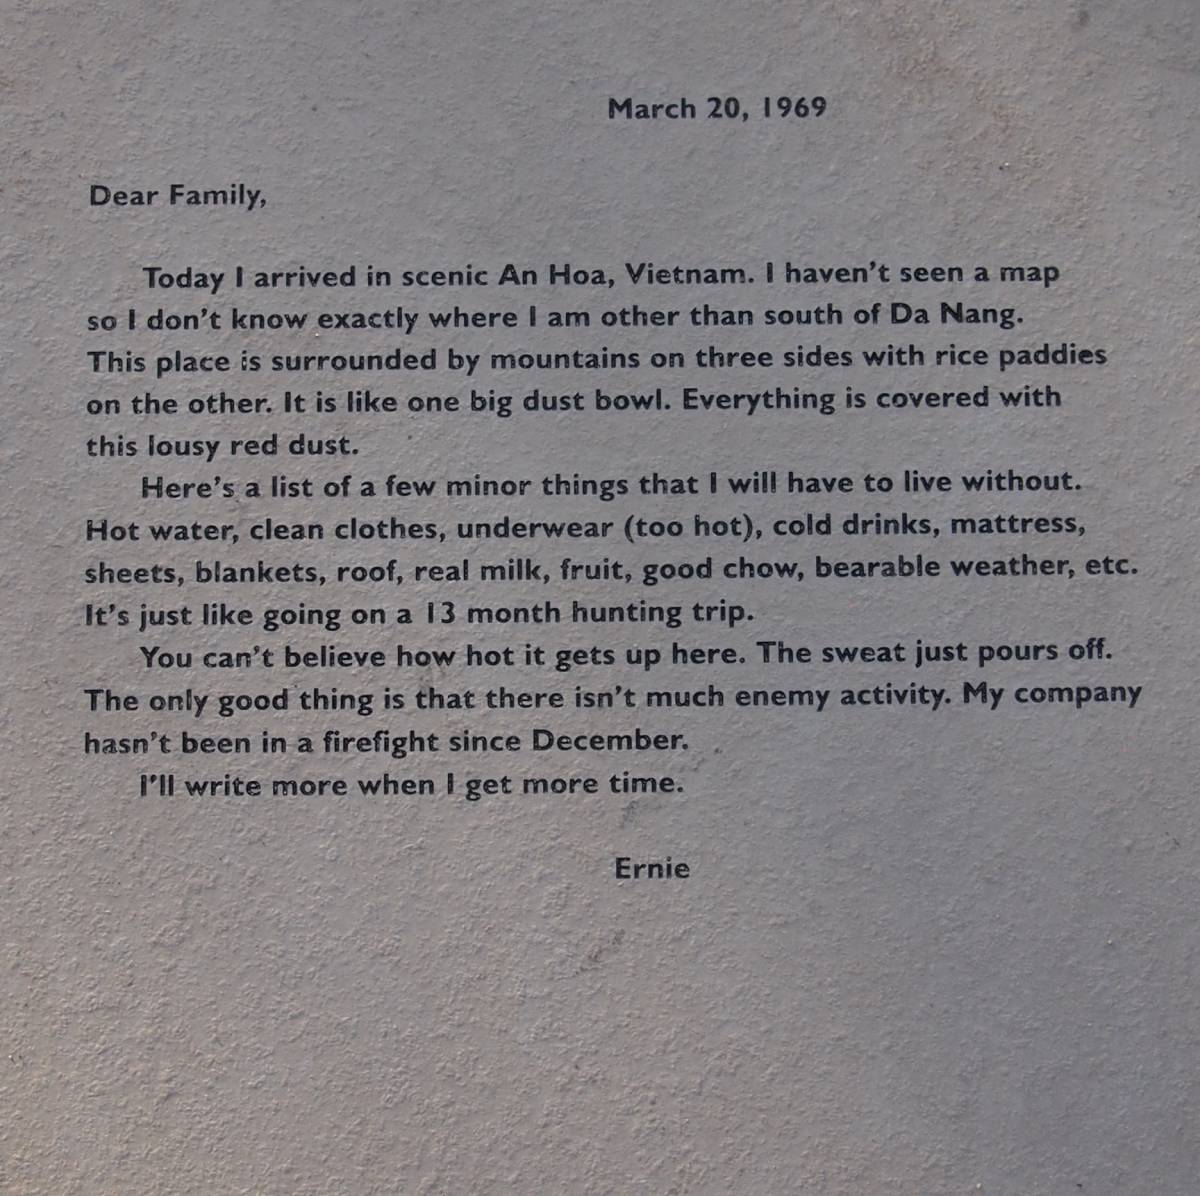 March 20, 1969
Dear Family,
Today I arrived in scenic An Hoa, Vietnam. I haven't seen a map
so I don't know exactly where I am other than south of Da Nang.
This place is surrounded by mountains on three sides with rice paddies
on the other. It is like one big dust bowl. Everything is covered with
this lousy red dust.
Here's a list of a few minor things that I will have to live without.
Hot water, clean clothes, underwear (too hot), cold drinks, mattress,
sheets, blankets, roof, real milk, fruit, good chow, bearable weather, etc.
It's just like going on a 13 month hunting trip.
You can't believe how hot it gets up here. The sweat just pours off.
The only good thing is that there isn't much enemy activity. My company
hasn't been in a firefight since December.
I'll write more when I get more time.
Ernie